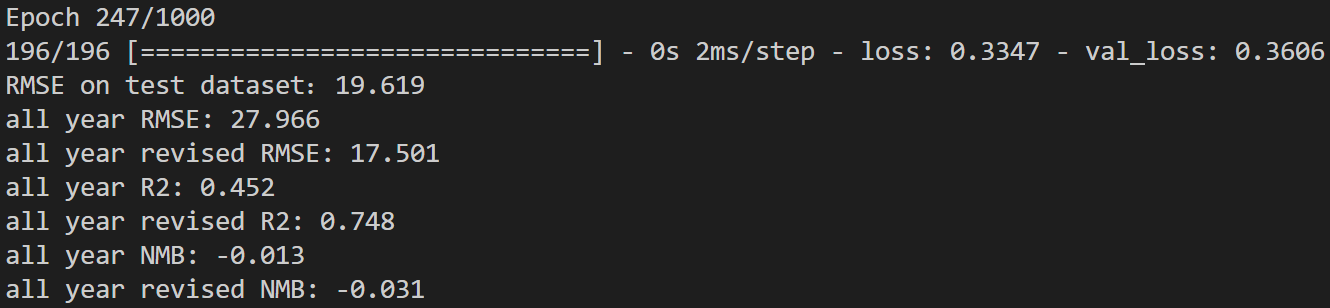 Epoch 247/1000
196/196 [==============================] - 0s 2ms/step - loss: 0.3347 - val_loss: 0.3606
RMSE on test dataset: 19.619
all year RMSE: 27.966
all year revised RMSE: 17.501
all year R2: 0.452
all year revised R2: 0.748
all year NMB: -0.013
all year revised NMB: -0.031